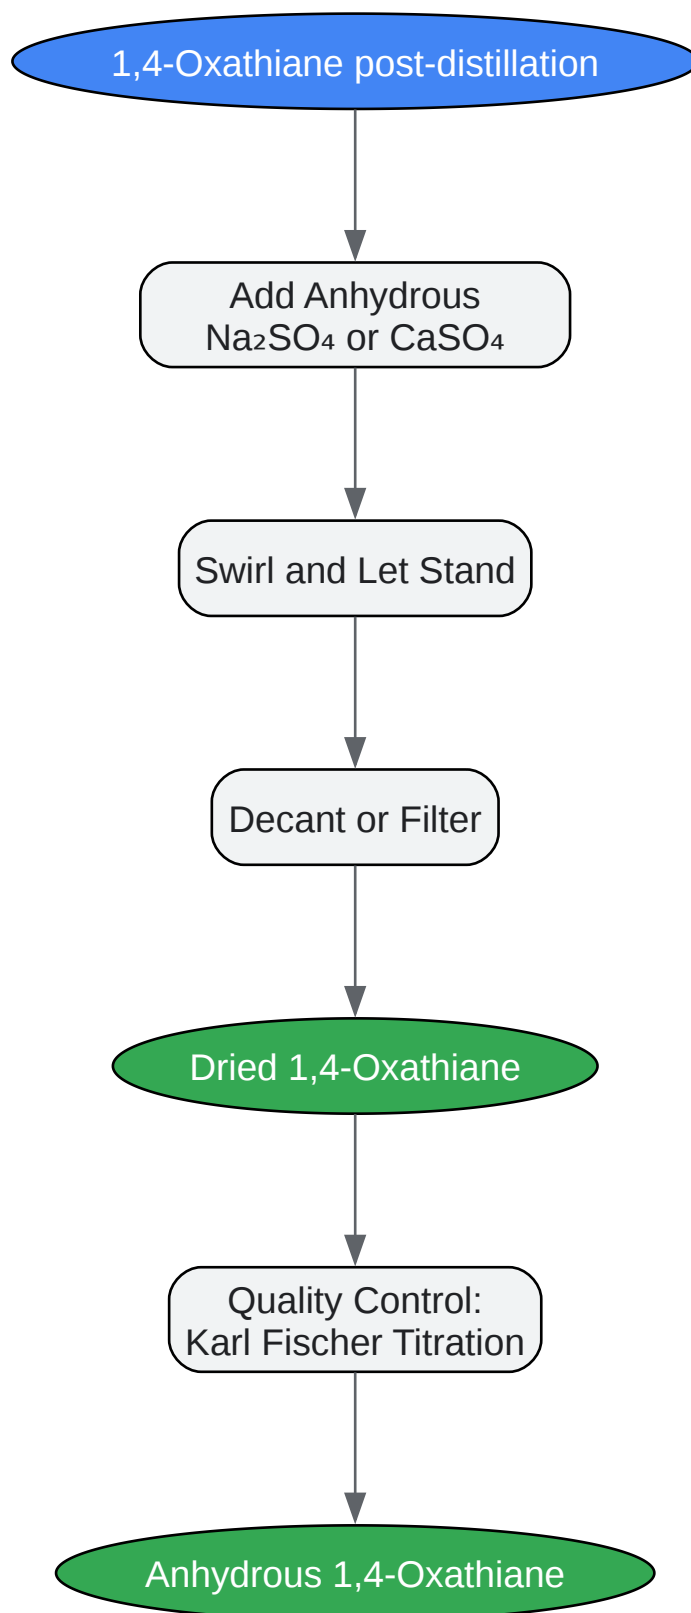 1,4-Oxathiane post-distillation
Add Anhydrous
Na₂SO₄ or CaSO₄
Swirl and Let Stand
Decant or Filter
Dried 1,4-Oxathiane
Quality Control:
Karl Fischer Titration
Anhydrous 1,4-Oxathiane